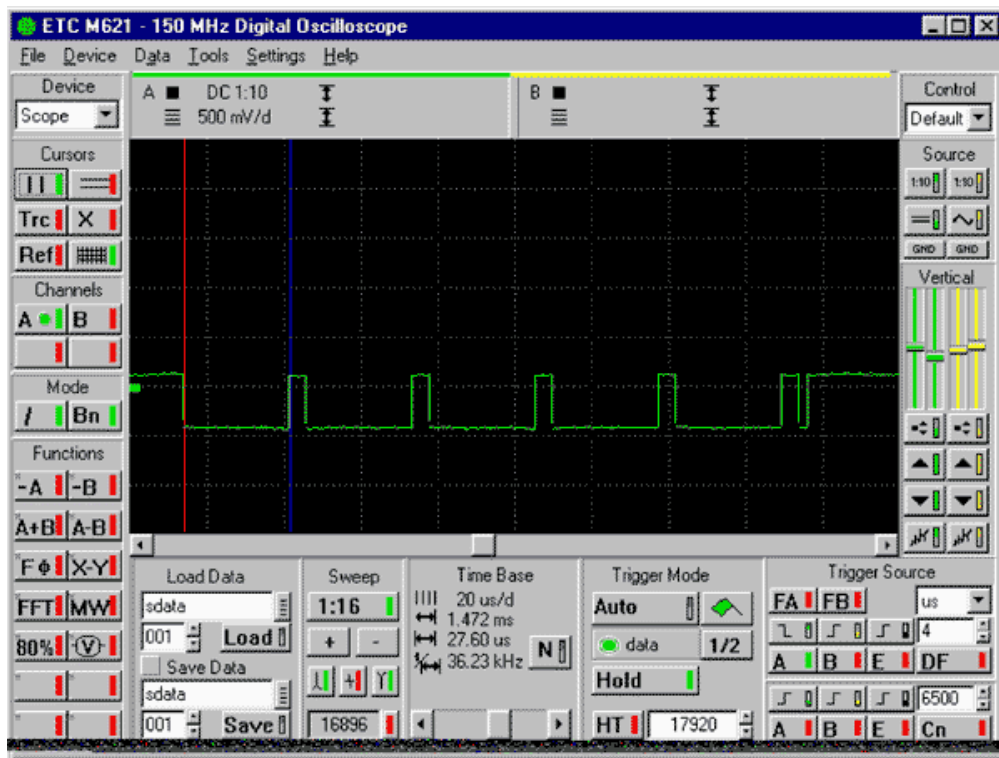 ETC M621 - 150 MHz Digital Oscilloscope
File Device Data Tools Settings Help
Device
Scope
A DC 1:10
500 mV/d
B
Control
Default
Cursors
Trc X
Ref
Channels
A B
Mode
/ Bn
Functions
-A -B
A+B A-B
FΦ X-Y
FFT MW
80% V
Source
1:10 1:10
GND GND
Vertical
Load Data
sdata
001 Load
Save Data
sdata
001 Save
Sweep
1:16
+ -
16896
Time Base
20 us/d
1.472 ms
27.60 us
36.23 kHz
N
Trigger Mode
Auto
data 1/2
Hold
HT 17920
Trigger Source
FA FB us
4
A B E DF
6500
A B E Cn